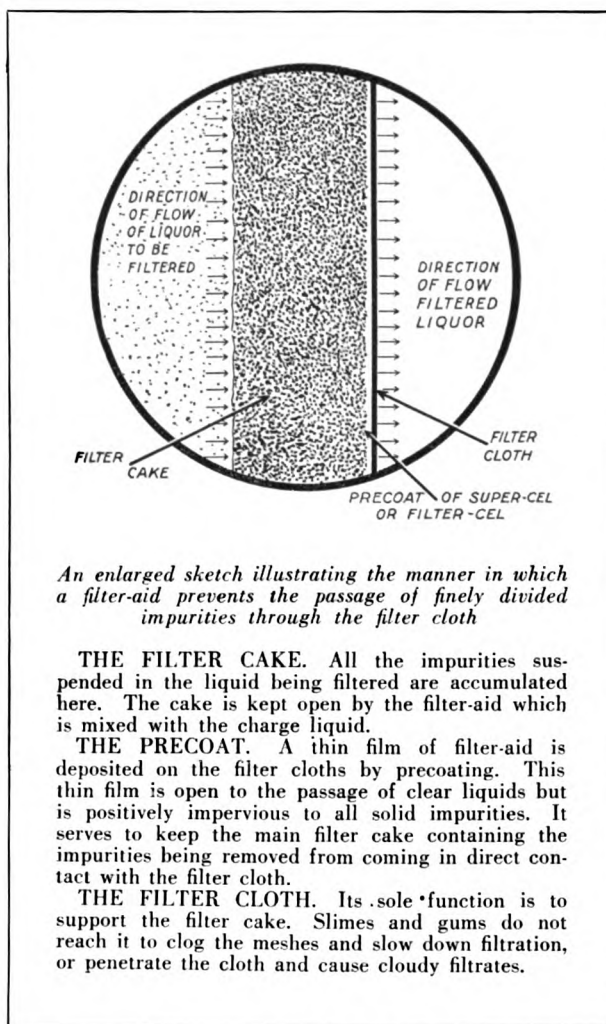 DIRECTION
OF FLOW
OF LIQUOR
TO BE
FILTERED
DIRECTION
OF FLOW
FILTERED
LIQUOR
FILTER
CAKE
FILTER
CLOTH
PRECOAT OF SUPER-CEL
OR FILTER-CEL
An enlarged sketch illustrating the manner in which
a filter-aid prevents the passage of finely divided
impurities through the filter cloth
THE FILTER CAKE. All the impurities sus-
pended in the liquid being filtered are accumulated
here. The cake is kept open by the filter-aid which
is mixed with the charge liquid.
THE PRECOAT. A thin film of filter-aid is
deposited on the filter cloths by precoating. This
thin film is open to the passage of clear liquids but
is positively impervious to all solid impurities. It
serves to keep the main filter cake containing the
impurities being removed from coming in direct con-
tact with the filter cloth.
THE FILTER CLOTH. Its sole function is to
support the filter cake. Slimes and gums do not
reach it to clog the meshes and slow down filtration,
or penetrate the cloth and cause cloudy filtrates.